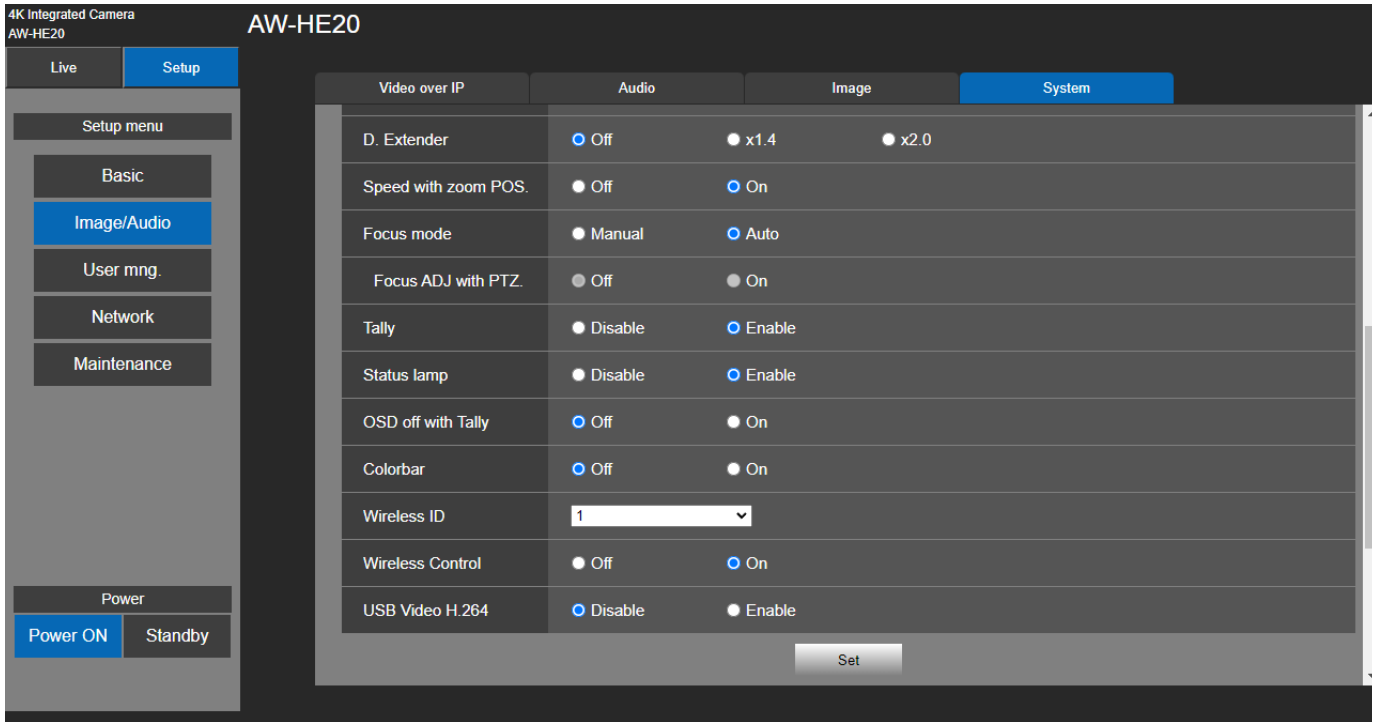 4K Integrated Camera
AW-HE20
AW-HE20
Live Setup
Video over IP Audio Image System
Setup menu
Basic
Image/Audio
User mng.
Network
Maintenance
Power
Power ON Standby
D. Extender Off x1.4 x2.0
Speed with zoom POS. Off On
Focus mode Manual Auto
Focus ADJ with PTZ. Off On
Tally Disable Enable
Status lamp Disable Enable
OSD off with Tally Off On
Colorbar Off On
Wireless ID 1
Wireless Control Off On
USB Video H.264 Disable Enable
Set